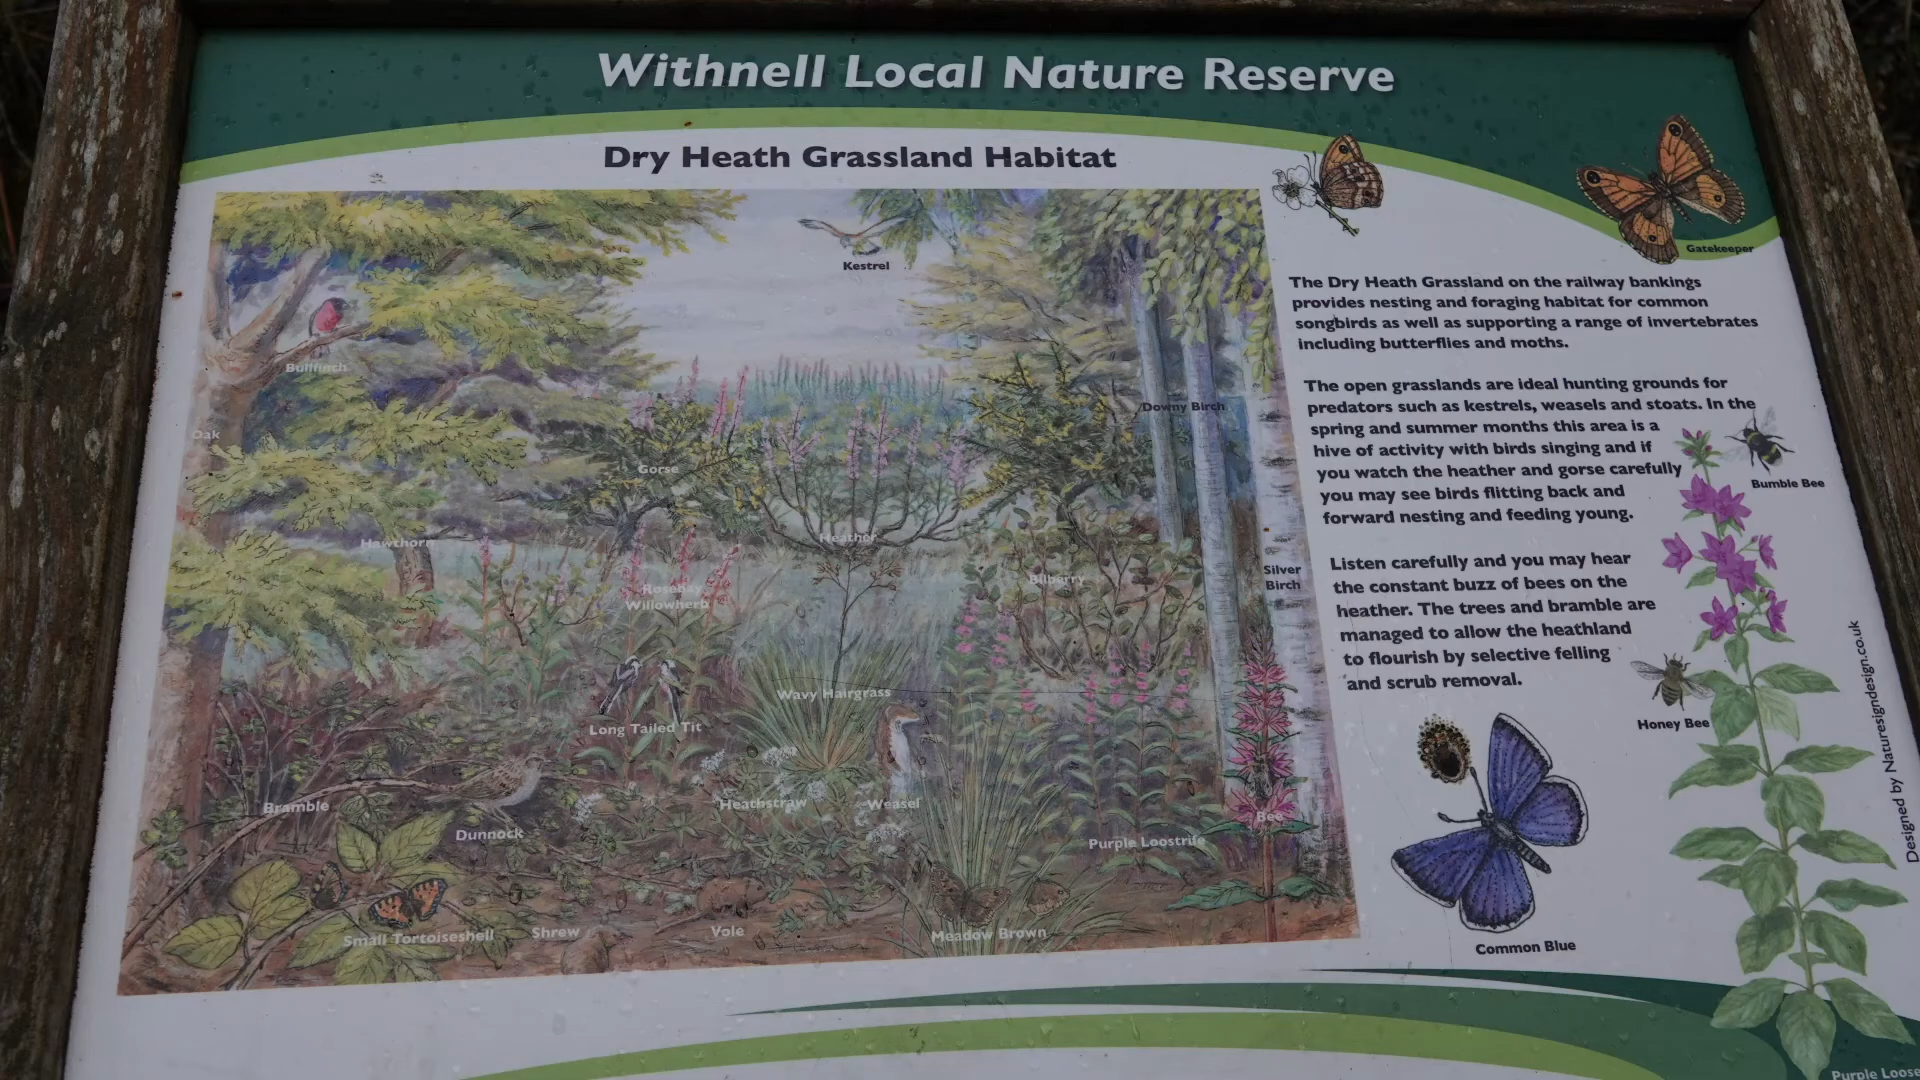 Withnell Local Nature Reserve
Dry Heath Grassland Habitat
Gatekeeper
Kestrel
Bullfinch
Oak
Downy Birch
Gorse
Hawthorn
Heather
Rosebay
Willowherb
Bilberry
Silver
Birch
Wavy Hairgrass
Long Tailed Tit
Bramble
Dunnock
Heathstraw
Weasel
Bee
Purple Loostrife
Small Tortoiseshell
Shrew
Vole
Meadow Brown
The Dry Heath Grassland on the railway bankings
provides nesting and foraging habitat for common
songbirds as well as supporting a range of invertebrates
including butterflies and moths.
The open grasslands are ideal hunting grounds for
predators such as kestrels, weasels and stoats. In the
spring and summer months this area is a
hive of activity with birds singing and if
you watch the heather and gorse carefully
you may see birds flitting back and
forward nesting and feeding young.
Listen carefully and you may hear
the constant buzz of bees on the
heather. The trees and bramble are
managed to allow the heathland
to flourish by selective felling
and scrub removal.
Bumble Bee
Honey Bee
Common Blue
Designed by Naturesigndesign.co.uk
Purple Loose